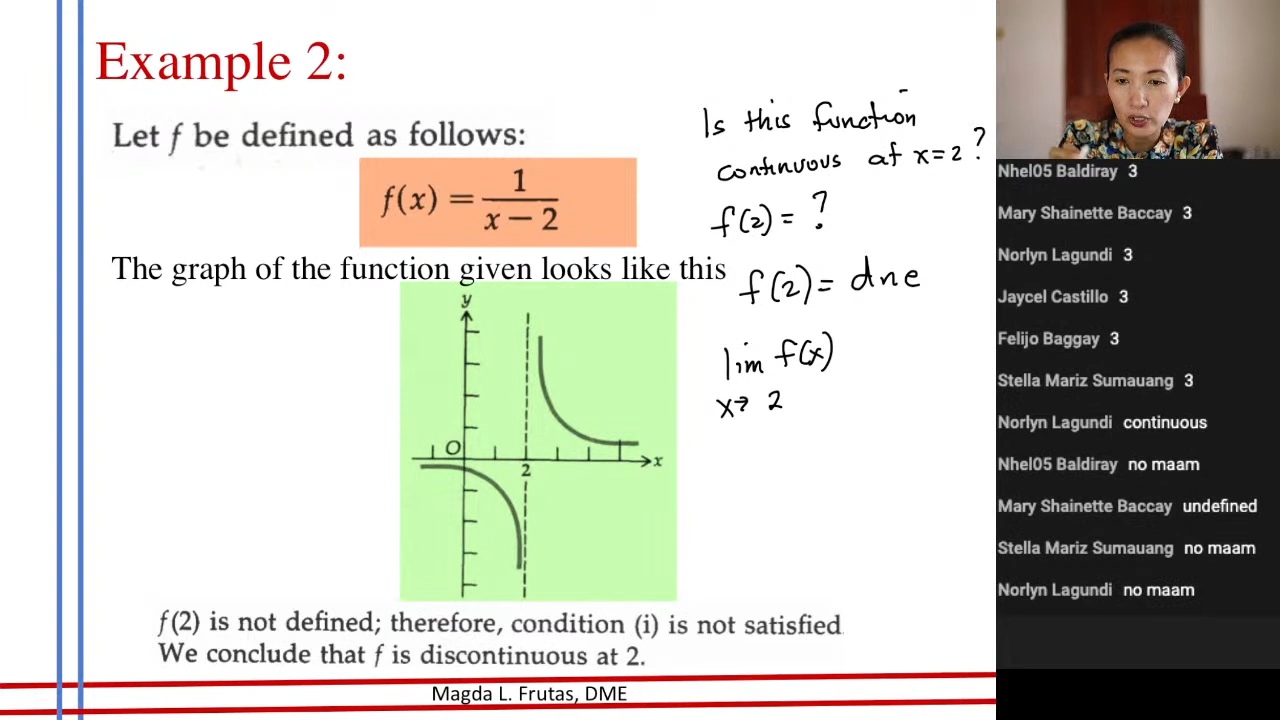 Example 2:
Let f be defined as follows:
f(x) = 1 / (x − 2)
The graph of the function given looks like this
y
O
2
x
f(2) is not defined; therefore, condition (i) is not satisfied
We conclude that f is discontinuous at 2.
Magda L. Frutas, DME
Is this function
continuous at x=2?
f(2) = ?
f(2) = dne
lim f(x)
x→ 2
Nhel05 Baldiray 3
Mary Shainette Baccay 3
Norlyn Lagundi 3
Jaycel Castillo 3
Felijo Baggay 3
Stella Mariz Sumauang 3
Norlyn Lagundi continuous
Nhel05 Baldiray no maam
Mary Shainette Baccay undefined
Stella Mariz Sumauang no maam
Norlyn Lagundi no maam